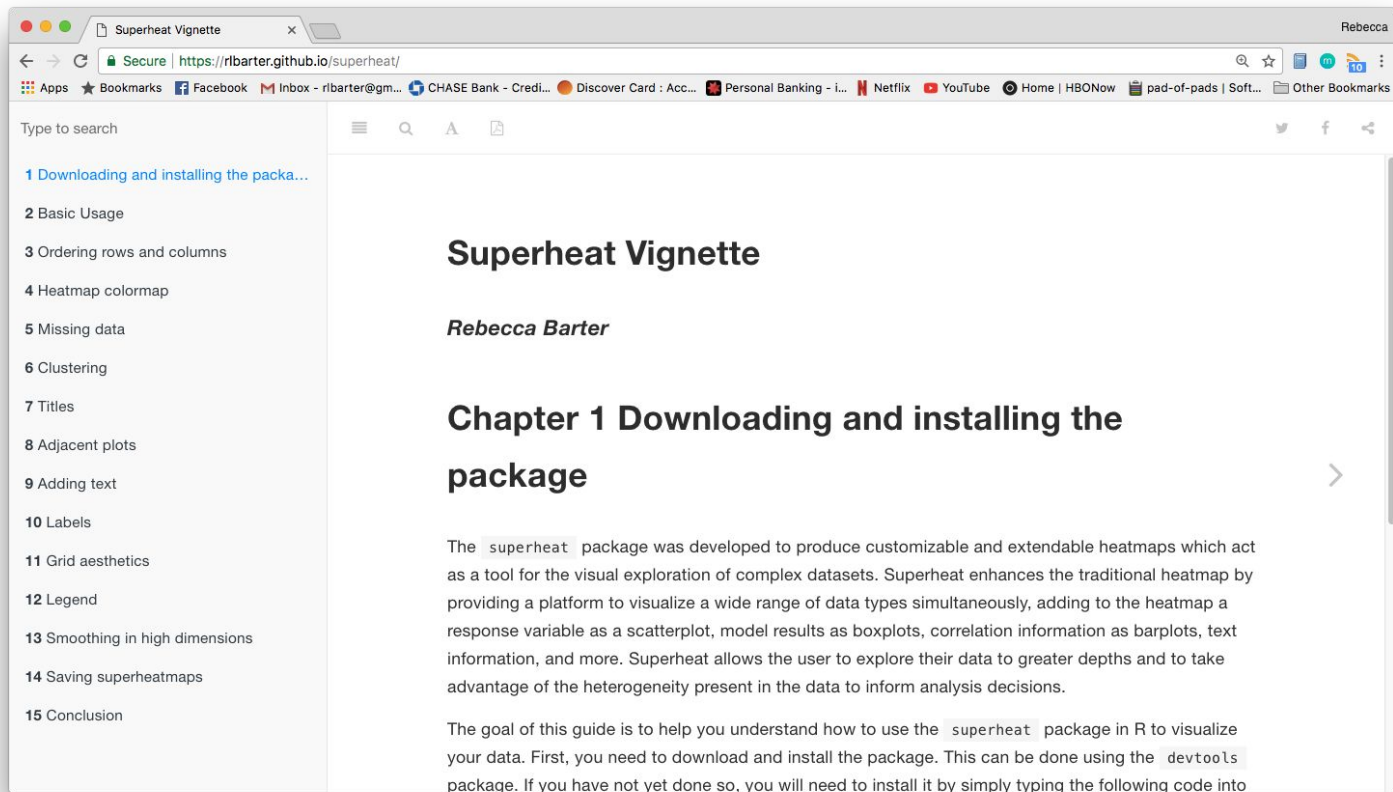 Superheat Vignette
Rebecca
Secure | https://rlbarter.github.io/superheat/
Apps Bookmarks Facebook Inbox - rlbarter@gm... CHASE Bank - Credi... Discover Card : Acc... Personal Banking - i... Netflix YouTube Home | HBONow pad-of-pads | Soft... Other Bookmarks
10
Type to search
A
1 Downloading and installing the packa...
2 Basic Usage
3 Ordering rows and columns
4 Heatmap colormap
5 Missing data
6 Clustering
7 Titles
8 Adjacent plots
9 Adding text
10 Labels
11 Grid aesthetics
12 Legend
13 Smoothing in high dimensions
14 Saving superheatmaps
15 Conclusion
Superheat Vignette
Rebecca Barter
Chapter 1 Downloading and installing the
package
The superheat package was developed to produce customizable and extendable heatmaps which act
as a tool for the visual exploration of complex datasets. Superheat enhances the traditional heatmap by
providing a platform to visualize a wide range of data types simultaneously, adding to the heatmap a
response variable as a scatterplot, model results as boxplots, correlation information as barplots, text
information, and more. Superheat allows the user to explore their data to greater depths and to take
advantage of the heterogeneity present in the data to inform analysis decisions.
The goal of this guide is to help you understand how to use the superheat package in R to visualize
your data. First, you need to download and install the package. This can be done using the devtools
package. If you have not yet done so, you will need to install it by simply typing the following code into